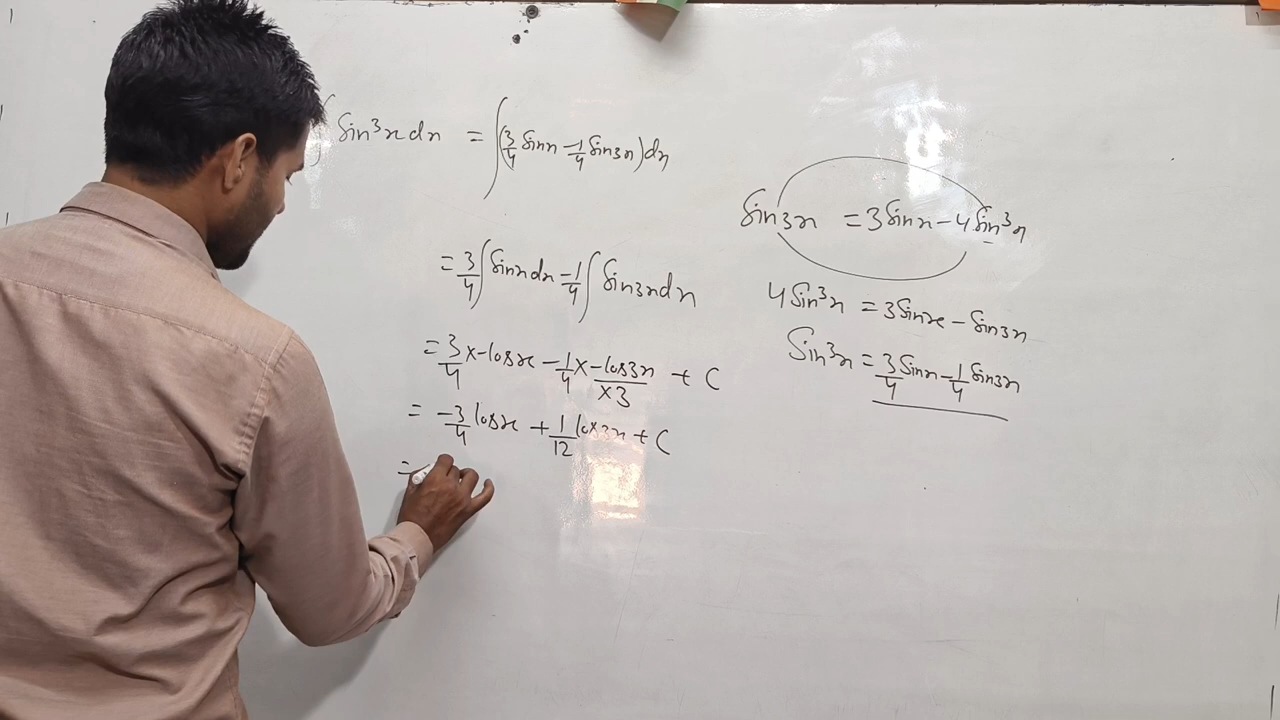 ∫ Sin³x dx = ∫(3/4 Sinx - 1/4 Sin3x)dx
= 3/4 ∫ Sinx dx - 1/4 ∫ Sin3x dx
= 3/4 x -Cosx - 1/4 x -Cos3x/x3 + C
= -3/4 Cosx + 1/12 Cos3x + C
=
Sin3x = 3Sinx - 4Sin³x
4Sin³x = 3Sinx - Sin3x
Sin³x = 3/4 Sinx - 1/4 Sin3x